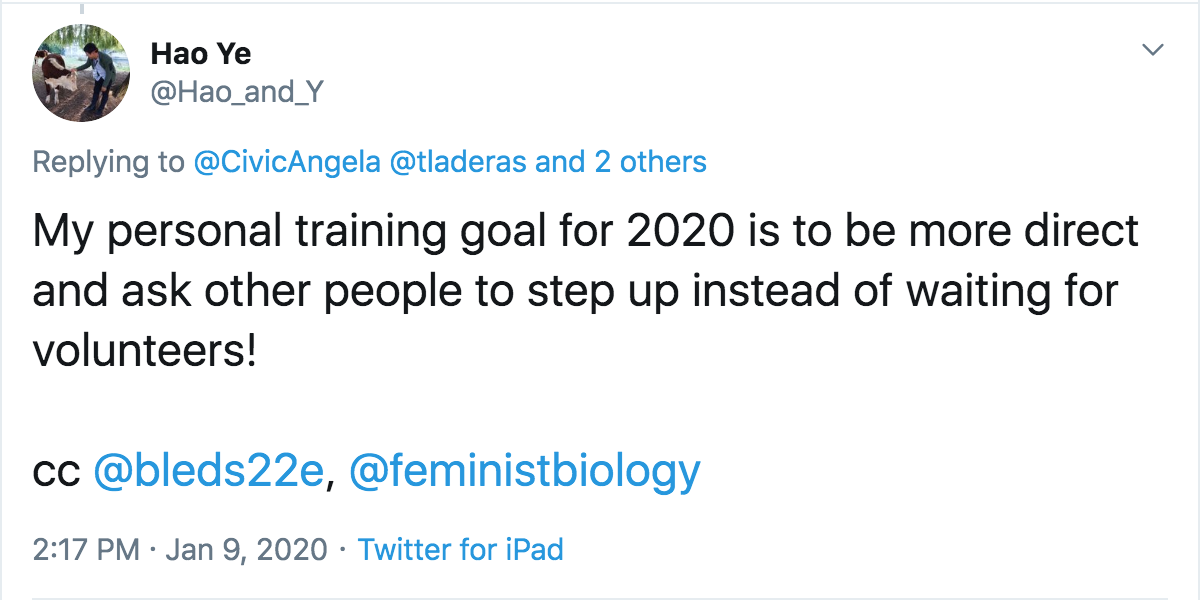 Hao Ye
@Hao_and_Y
Replying to @CivicAngela @tladeras and 2 others
My personal training goal for 2020 is to be more direct
and ask other people to step up instead of waiting for
volunteers!
cc @bleds22e, @feministbiology
2:17 PM · Jan 9, 2020 · Twitter for iPad